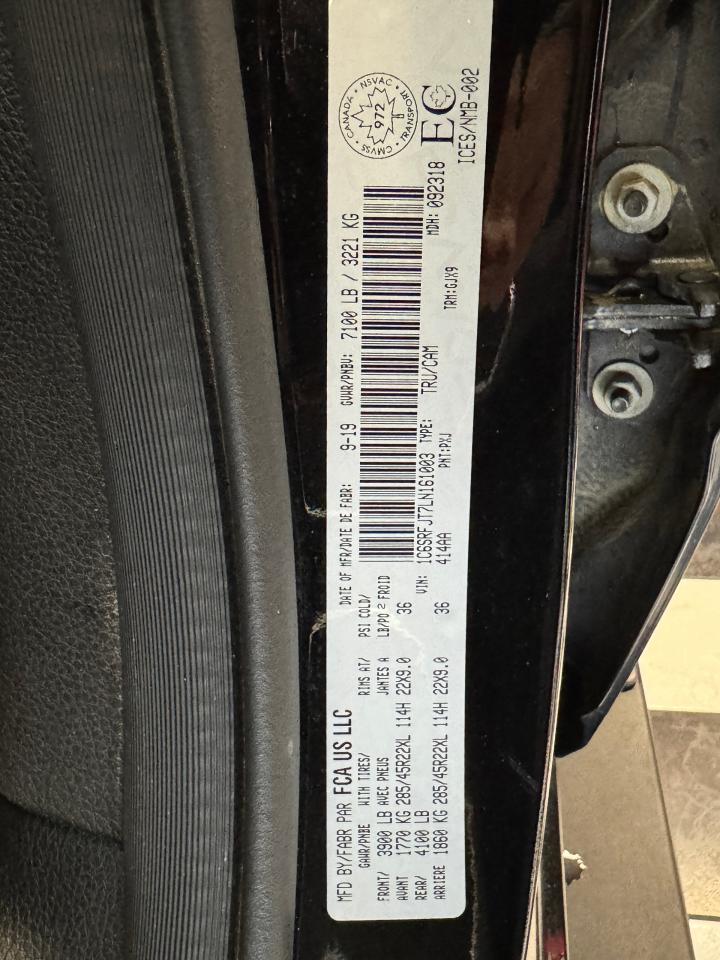 MFD BY/FABR PAR FCA US LLC
DATE OF MFR/DATE DE FABR: 9-19 GVWR/PNBV: 7100 LB / 3221 KG
GAWR/PNBE WITH TIRES/ RIMS AT/ PSI COLD/
FRONT/ 3900 LB AVEC PNEUS JANTES A LB/PO 2 FROID
AVANT 1770 KG 285/45R22XL 114H 22X9.0 36
REAR/ 4100 LB
ARRIERE 1860 KG 285/45R22XL 114H 22X9.0 36
VIN: 1C6SRFJT7LN161003 TYPE: TRU/CAM MDH: 092318
414AA PNT:PXJ TRM:GJX9
CANADA • NSVAC • TRANSPORT • CMVSS •
972
EC
ICES/NMB-002